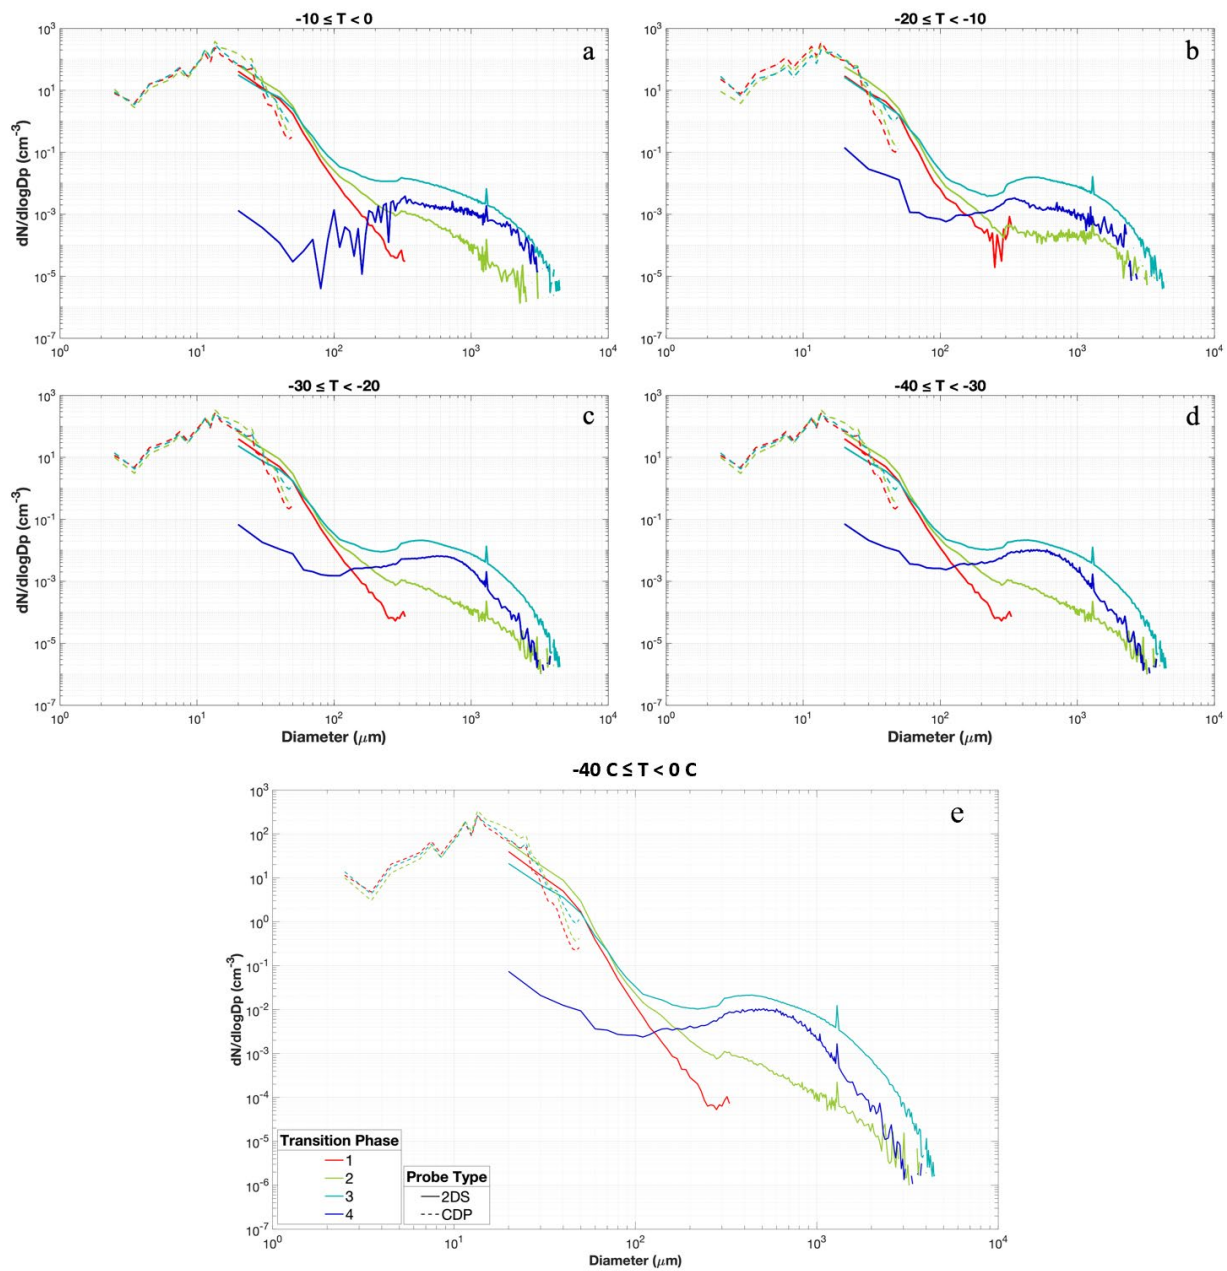 -10 ≤ T < 0
-20 ≤ T < -10
a
b
dN/dlogDp (cm⁻³)
10³
10¹
10⁻¹
10⁻³
10⁻⁵
10⁻⁷
10⁰ 10¹ 10² 10³ 10⁴
10³
10¹
10⁻¹
10⁻³
10⁻⁵
10⁻⁷
10⁰ 10¹ 10² 10³ 10⁴
-30 ≤ T < -20
-40 ≤ T < -30
c
d
dN/dlogDp (cm⁻³)
10³
10¹
10⁻¹
10⁻³
10⁻⁵
10⁻⁷
10⁰ 10¹ 10² 10³ 10⁴
Diameter (μm)
10³
10¹
10⁻¹
10⁻³
10⁻⁵
10⁻⁷
10⁰ 10¹ 10² 10³ 10⁴
Diameter (μm)
-40 C ≤ T < 0 C
e
dN/dlogDp (cm⁻³)
10³
10²
10¹
10⁰
10⁻¹
10⁻²
10⁻³
10⁻⁴
10⁻⁵
10⁻⁶
10⁻⁷
Transition Phase
1
2
3
4
Probe Type
2DS
CDP
10⁰ 10¹ 10² 10³ 10⁴
Diameter (μm)